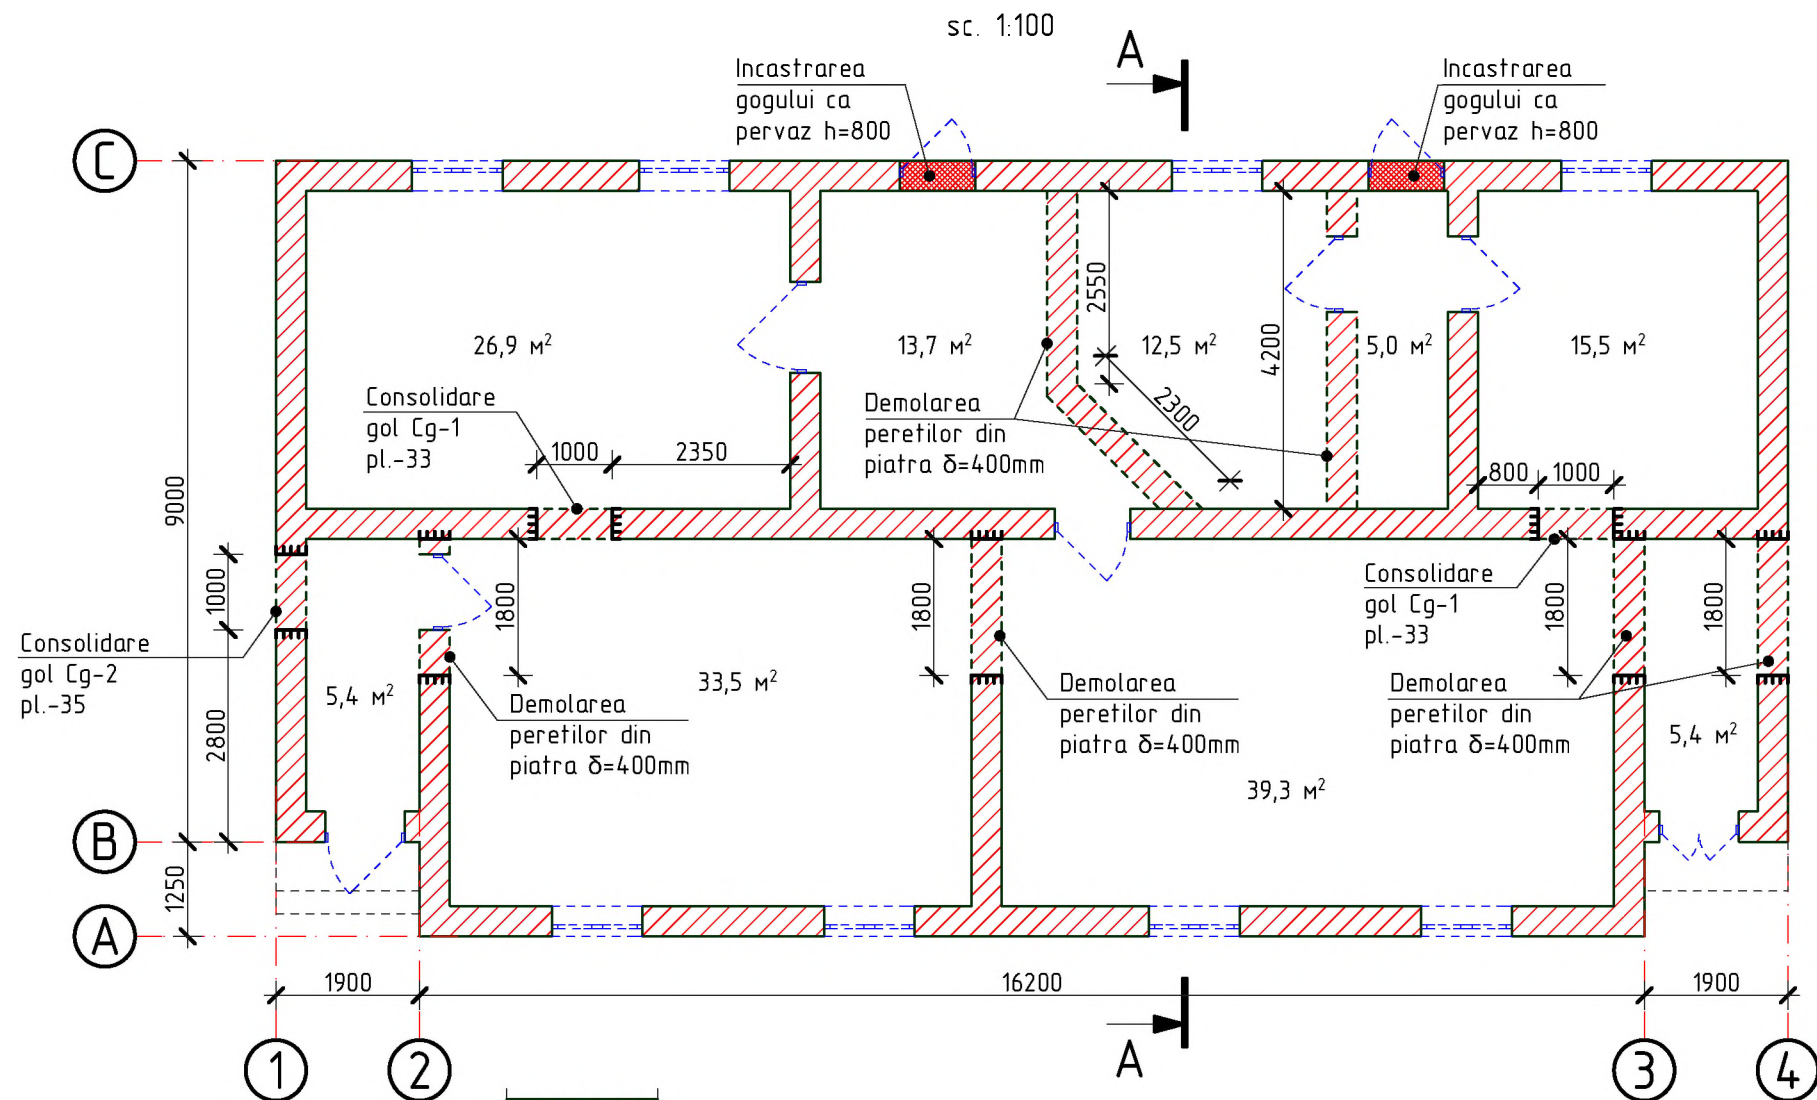 sc. 1:100
A
Incastrarea
gogului ca
pervaz h=800
Incastrarea
gogului ca
pervaz h=800
C
9000
26,9 м²
13,7 м²
2550
12,5 м²
4200
5,0 м²
15,5 м²
2300
Consolidare
gol Cg-1
pl.-33
Demolarea
peretilor din
piatra δ=400mm
1000
2350
800
1000
1000
1800
1800
Consolidare
gol Cg-1
pl.-33
1800
1800
Consolidare
gol Cg-2
pl.-35
5,4 м²
33,5 м²
Demolarea
peretilor din
piatra δ=400mm
Demolarea
peretilor din
piatra δ=400mm
Demolarea
peretilor din
piatra δ=400mm
5,4 м²
2800
39,3 м²
B
1250
A
1900
16200
1900
A
1
2
3
4